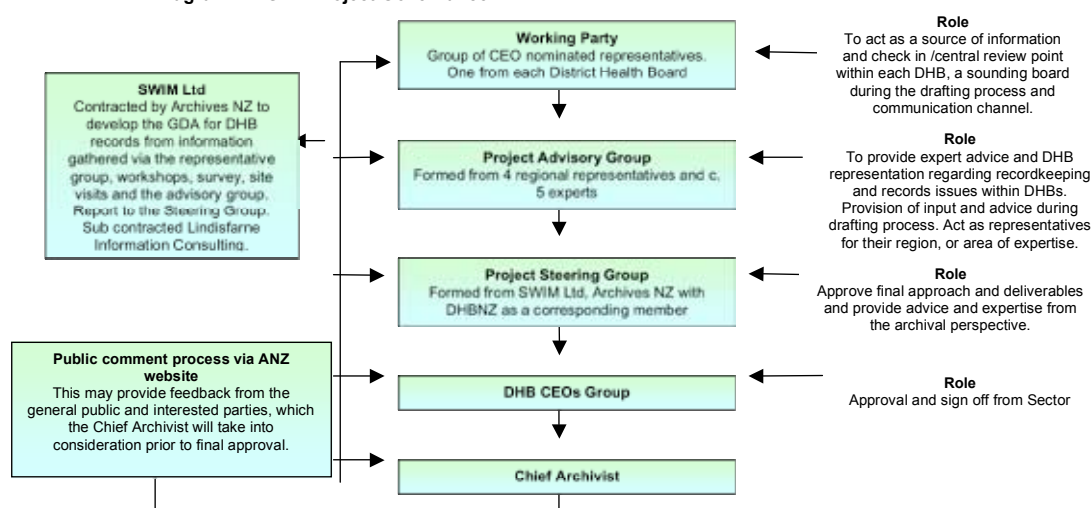 Working Party
Group of CEO nominated representatives.
One from each District Health Board
Role
To act as a source of information
and check in /central review point
within each DHB, a sounding board
during the drafting process and
communication channel.
SWIM Ltd
Contracted by Archives NZ to
develop the GDA for DHB
records from information
gathered via the representative
group, workshops, survey, site
visits and the advisory group.
Report to the Steering Group.
Sub contracted Lindisfarne
Information Consulting.
Project Advisory Group
Formed from 4 regional representatives and c.
5 experts
Role
To provide expert advice and DHB
representation regarding recordkeeping
and records issues within DHBs.
Provision of input and advice during
drafting process. Act as representatives
for their region, or area of expertise.
Project Steering Group
Formed from SWIM Ltd, Archives NZ with
DHBNZ as a corresponding member
Role
Approve final approach and deliverables
and provide advice and expertise from
the archival perspective.
Public comment process via ANZ
website
This may provide feedback from the
general public and interested parties, which
the Chief Archivist will take into
consideration prior to final approval.
DHB CEOs Group
Role
Approval and sign off from Sector
Chief Archivist